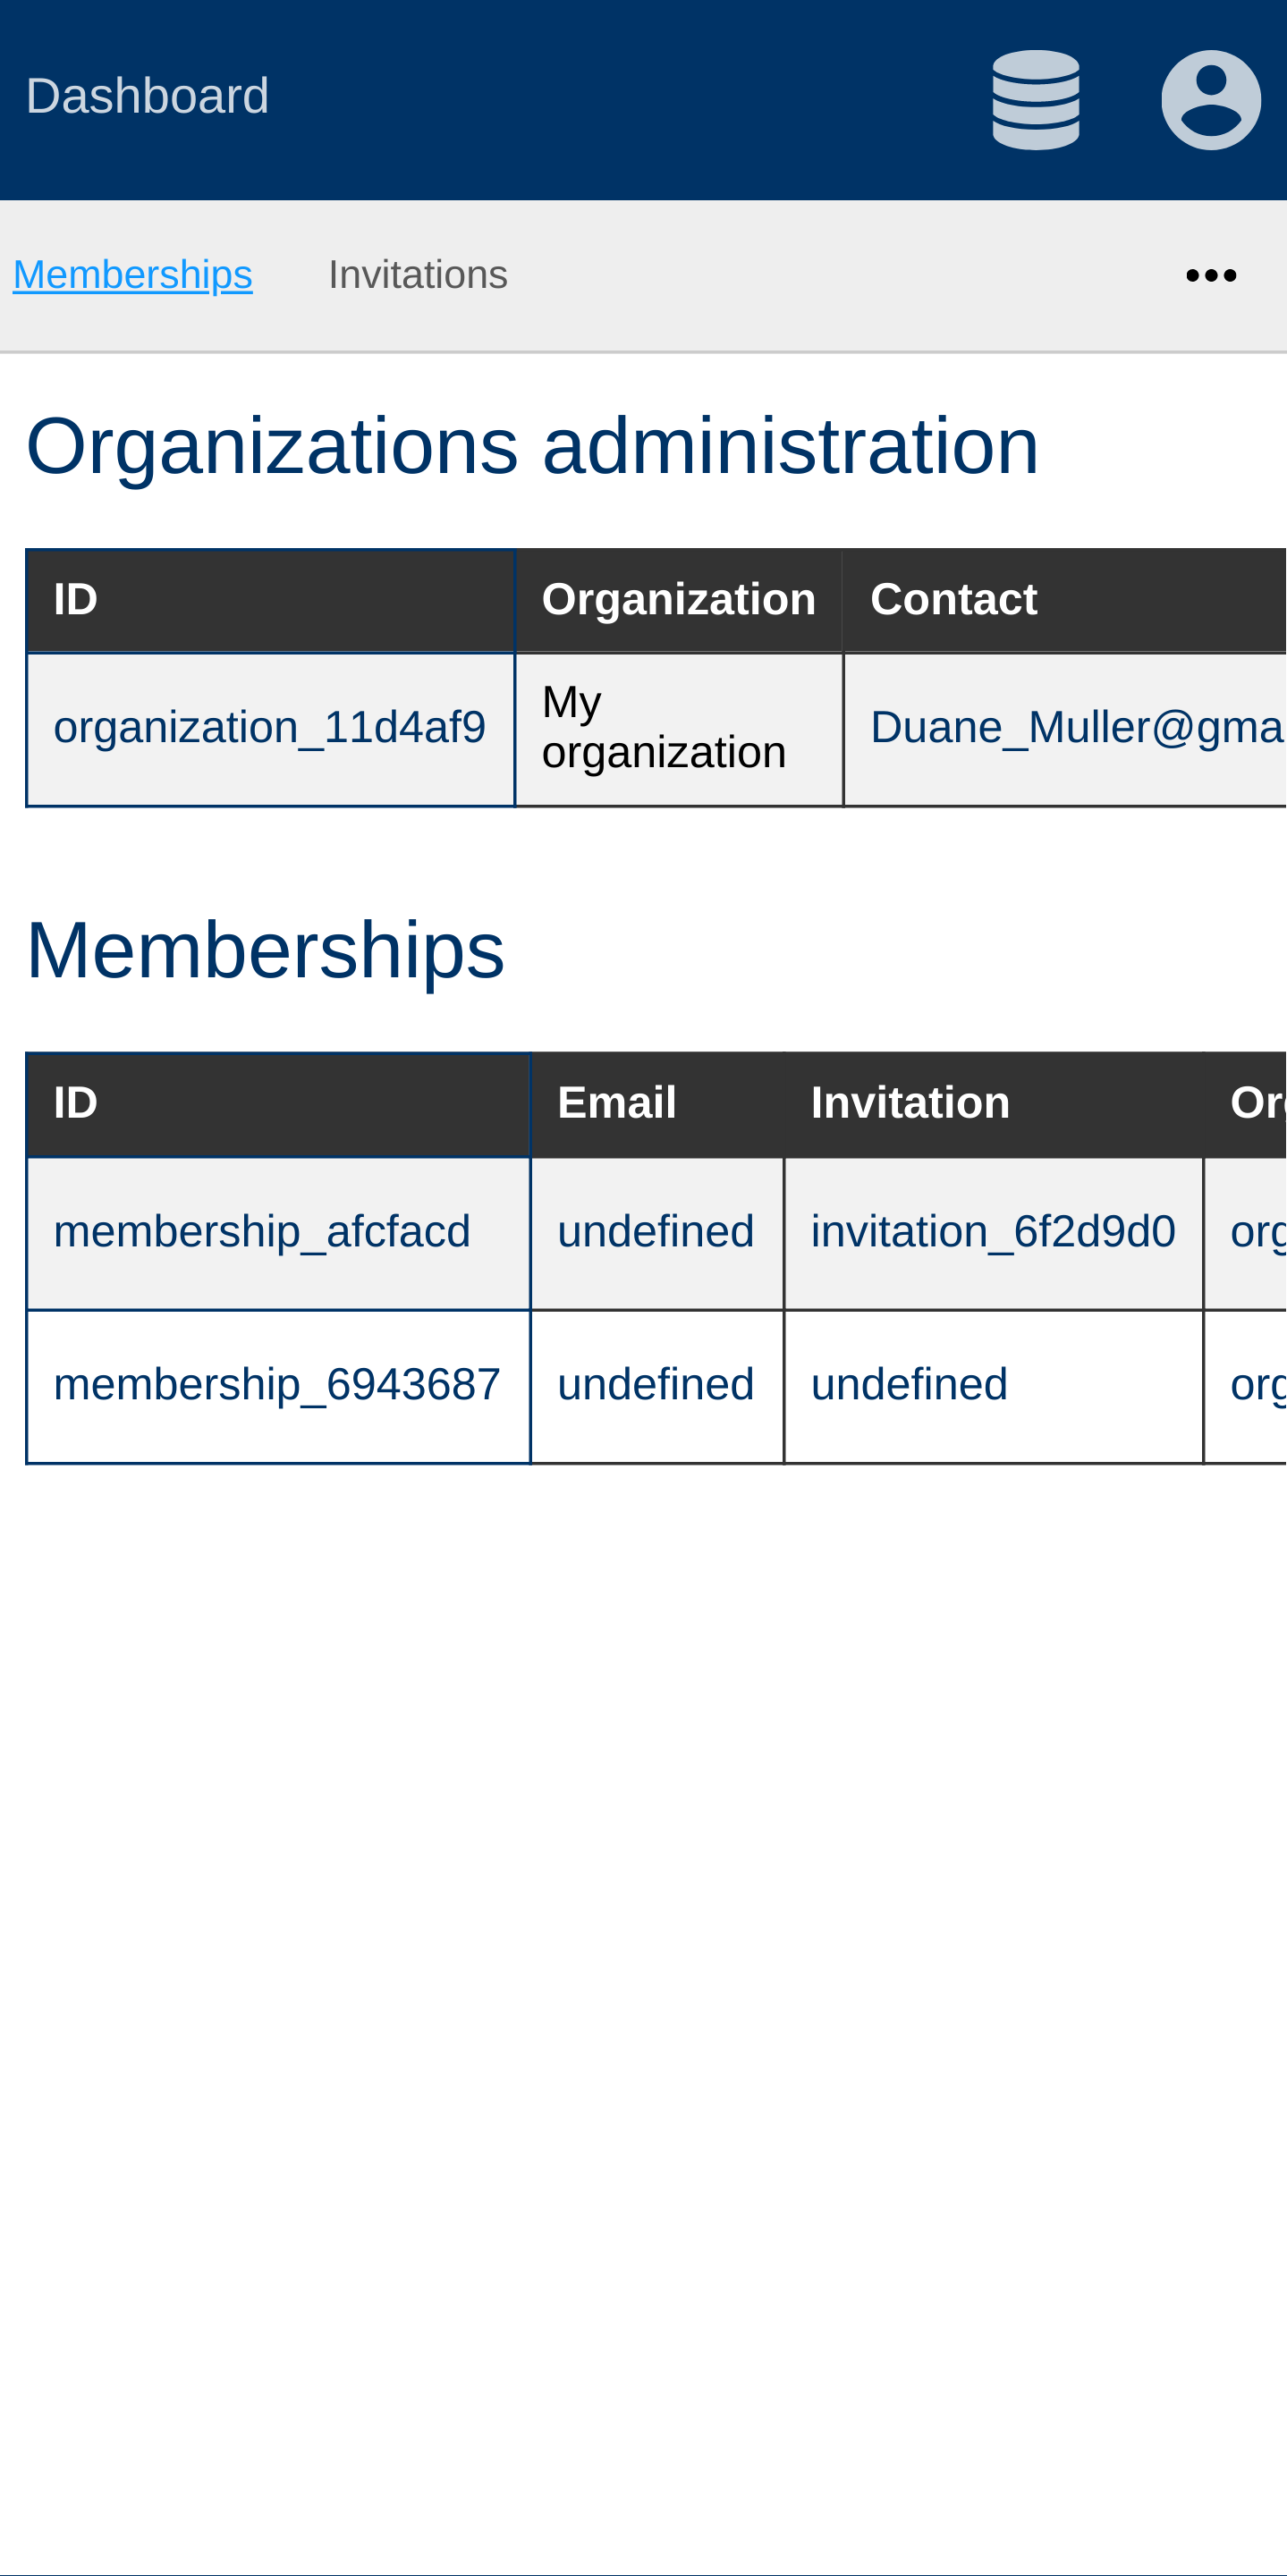 Dashboard
Memberships Invitations
Organizations administration
ID Organization Contact
organization_11d4af9 My organization Duane_Muller@gma
Memberships
ID Email Invitation Org
membership_afcfacd undefined invitation_6f2d9d0 org
membership_6943687 undefined undefined org